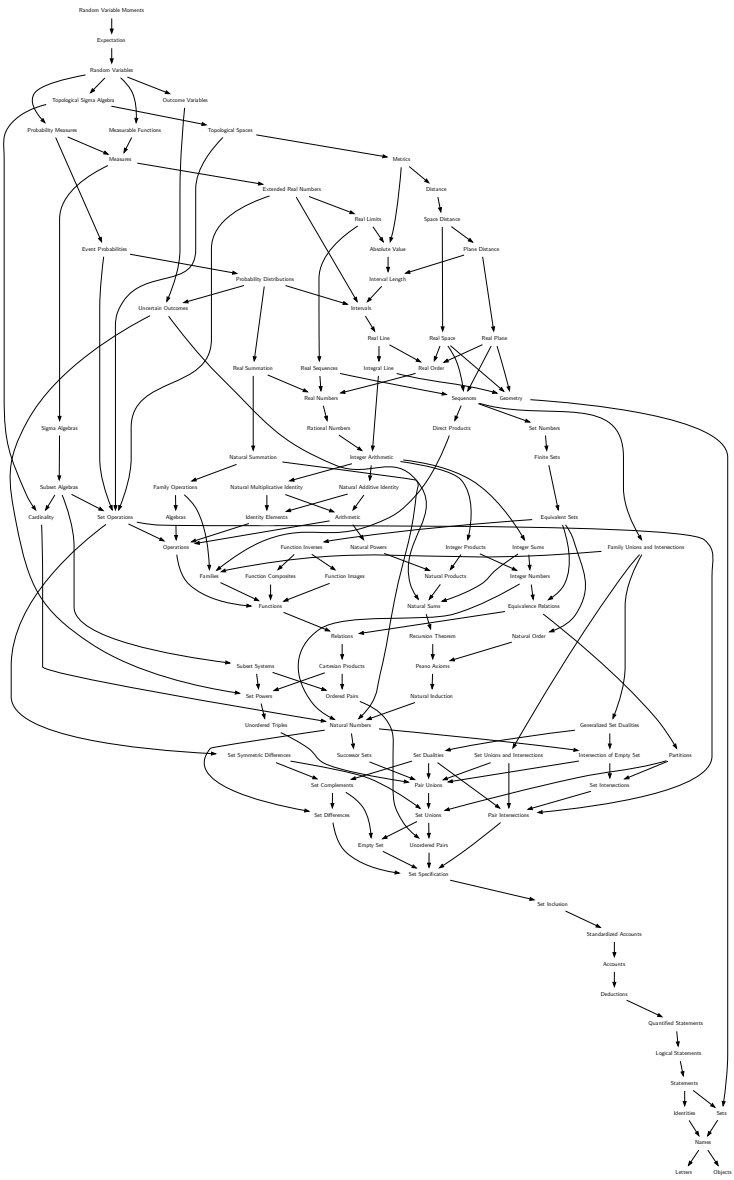 Random Variable Moments
Expectation
Random Variables
Topological Sigma Algebra
Outcome Variables
Probability Measures
Measurable Functions
Topological Spaces
Measures
Metrics
Extended Real Numbers
Distance
Real Limits
Space Distance
Event Probabilities
Absolute Value
Plane Distance
Probability Distributions
Interval Length
Uncertain Outcomes
Intervals
Real Line
Real Space
Real Plane
Real Summation
Real Sequences
Integral Line
Real Order
Real Numbers
Sequences
Geometry
Sigma Algebras
Rational Numbers
Direct Products
Set Numbers
Natural Summation
Integer Arithmetic
Finite Sets
Subset Algebras
Family Operations
Natural Multiplicative Identity
Natural Additive Identity
Cardinality
Set Operations
Algebras
Identity Elements
Arithmetic
Equivalent Sets
Operations
Function Inverses
Natural Powers
Integer Products
Integer Sums
Family Unions and Intersections
Families
Function Composites
Function Images
Natural Products
Integer Numbers
Functions
Natural Sums
Equivalence Relations
Relations
Recursion Theorem
Natural Order
Subset Systems
Cartesian Products
Peano Axioms
Set Powers
Ordered Pairs
Natural Induction
Unordered Triples
Natural Numbers
Generalized Set Dualities
Set Symmetric Differences
Successor Sets
Set Dualities
Set Unions and Intersections
Intersection of Empty Set
Partitions
Set Complements
Pair Unions
Set Intersections
Set Differences
Set Unions
Pair Intersections
Empty Set
Unordered Pairs
Set Specification
Set Inclusion
Standardized Accounts
Accounts
Deductions
Quantified Statements
Logical Statements
Statements
Identities
Sets
Names
Letters
Objects